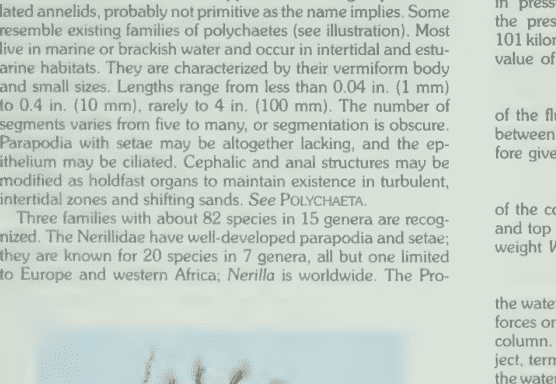 lated annelids, probably not primitive as the name implies. Some
resemble existing families of polychaetes (see illustration). Most
live in marine or brackish water and occur in intertidal and estu-
arine habitats. They are characterized by their vermiform body
and small sizes. Lengths range from less than 0.04 in. (1 mm)
to 0.4 in. (10 mm), rarely to 4 in. (100 mm). The number of
segments varies from five to many, or segmentation is obscure.
Parapodia with setae may be altogether lacking, and the ep-
ithelium may be ciliated. Cephalic and anal structures may be
modified as holdfast organs to maintain existence in turbulent,
intertidal zones and shifting sands. See POLYCHAETA.
Three families with about 82 species in 15 genera are recog-
nized. The Nerillidae have well-developed parapodia and setae;
they are known for 20 species in 7 genera, all but one limited
to Europe and western Africa; Nerilla is worldwide. The Pro-
in press
the pres
101 kilor
value of
of the fl
between
fore give
of the co
and top
weight W
the wate
forces or
column.
ject, term
the water